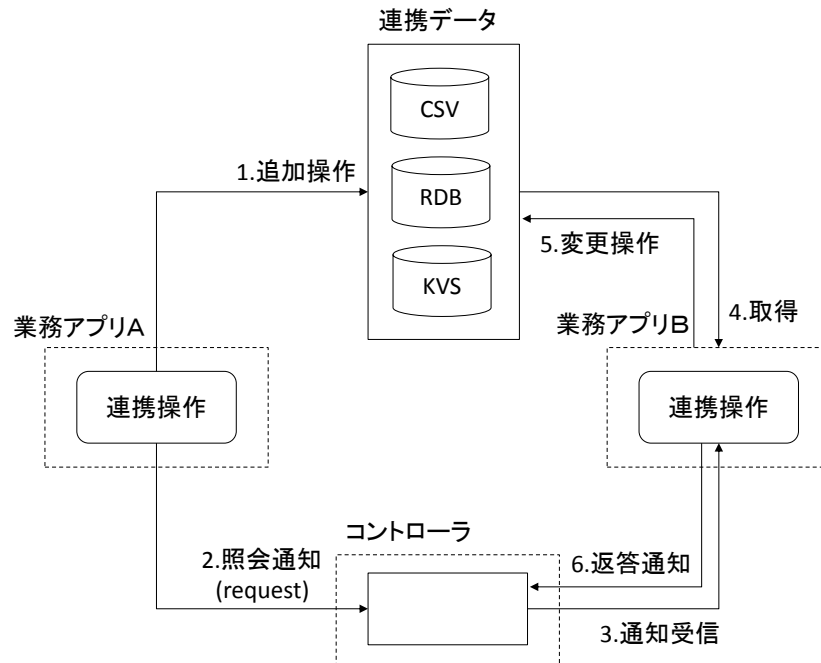 連携データ
CSV
1.追加操作
RDB
5.変更操作
KVS
業務アプリA
業務アプリB
4.取得
連携操作
連携操作
コントローラ
2.照会通知
(request)
6.返答通知
3.通知受信